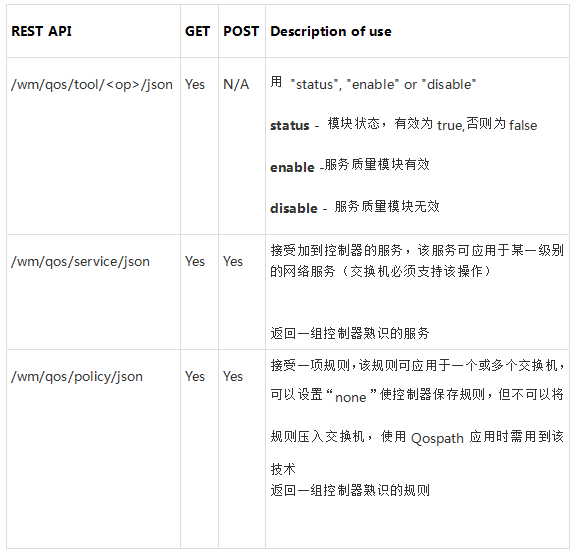 REST API GET POST Description of use
/wm/qos/tool/<op>/json Yes N/A 用 "status", "enable" or "disable"
status - 模块状态，有效为 true,否则为 false
enable -服务质量模块有效
disable - 服务质量模块无效
/wm/qos/service/json Yes Yes 接受加到控制器的服务，该服务可应用于某一级别
的网络服务（交换机必须支持该操作）
返回一组控制器熟识的服务
/wm/qos/policy/json Yes Yes 接受一项规则，该规则可应用于一个或多个交换机，
可以设置“none”使控制器保存规则，但不可以将
规则压入交换机，使用 Qospath 应用时需用到该
技术
返回一组控制器熟识的规则